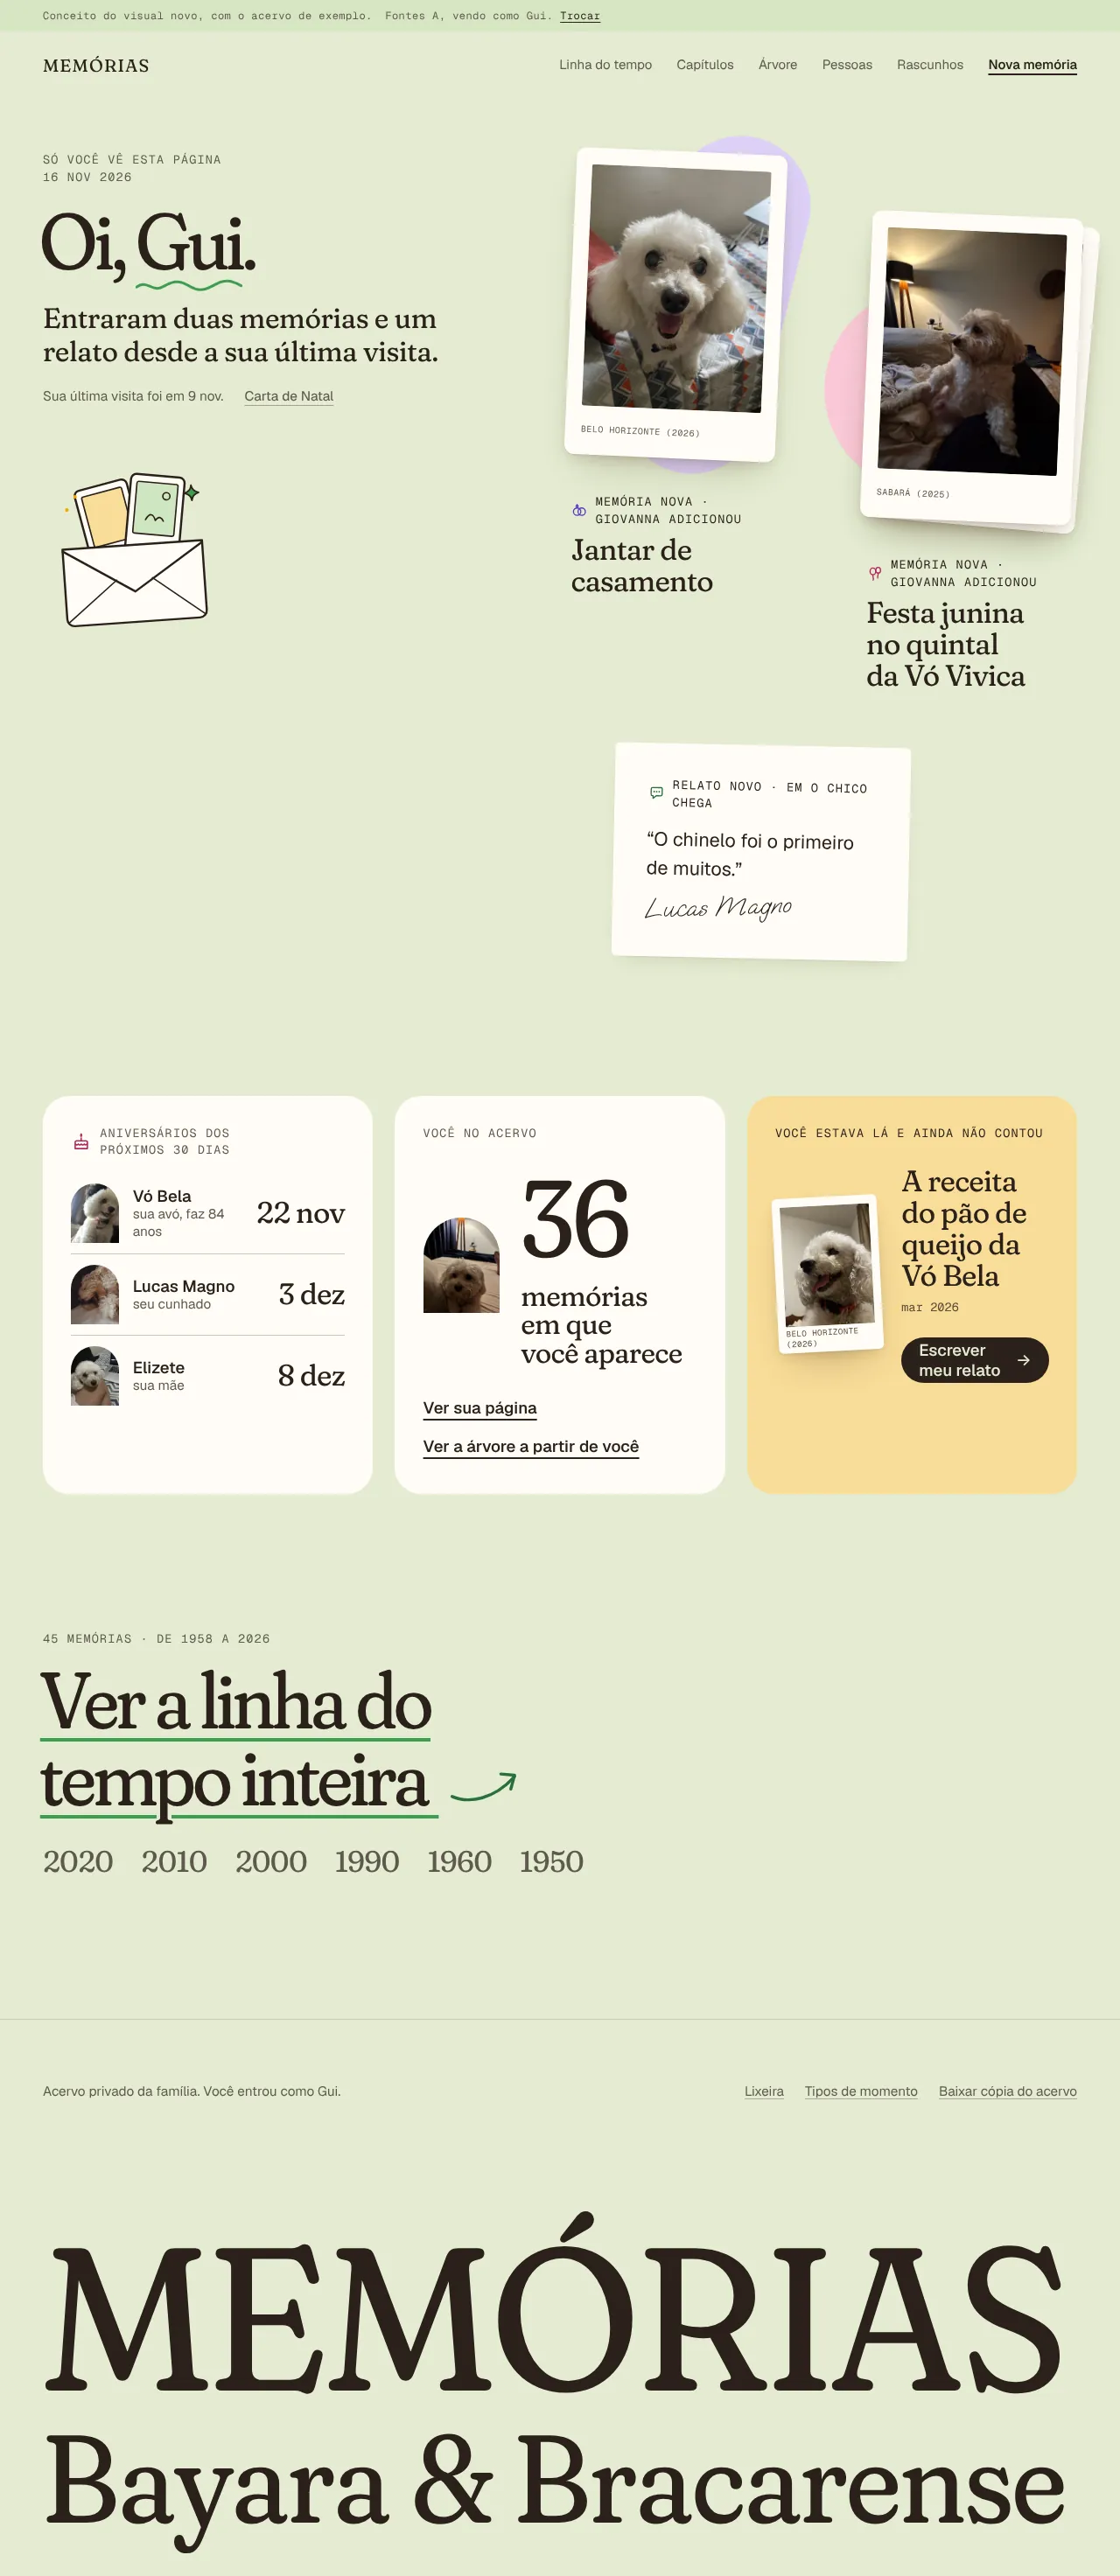 Conceito do visual novo, com o acervo de exemplo. Fontes A, vendo como Gui. Trocar
MEMÓRIAS
Linha do tempo Capítulos Árvore Pessoas Rascunhos Nova memória
SÓ VOCÊ VÊ ESTA PÁGINA
16 NOV 2026
Oi, Gui.
Entraram duas memórias e um
relato desde a sua última visita.
Sua última visita foi em 9 nov. Carta de Natal
BELO HORIZONTE (2026)
MEMÓRIA NOVA ·
GIOVANNA ADICIONOU
Jantar de
casamento
SABARÁ (2025)
MEMÓRIA NOVA ·
GIOVANNA ADICIONOU
Festa junina
no quintal
da Vó Vivica
RELATO NOVO · EM O CHICO
CHEGA
“O chinelo foi o primeiro
de muitos.”
Lucas Magno
ANIVERSÁRIOS DOS
PRÓXIMOS 30 DIAS
Vó Bela
sua avó, faz 84
anos
22 nov
Lucas Magno
seu cunhado
3 dez
Elizete
sua mãe
8 dez
VOCÊ NO ACERVO
36
memórias
em que
você aparece
Ver sua página
Ver a árvore a partir de você
VOCÊ ESTAVA LÁ E AINDA NÃO CONTOU
BELO HORIZONTE
(2026)
A receita
do pão de
queijo da
Vó Bela
mar 2026
Escrever
meu relato →
45 MEMÓRIAS · DE 1958 A 2026
Ver a linha do
tempo inteira
2020 2010 2000 1990 1960 1950
Acervo privado da família. Você entrou como Gui.
Lixeira Tipos de momento Baixar cópia do acervo
MEMÓRIAS
Bayara & Bracarense